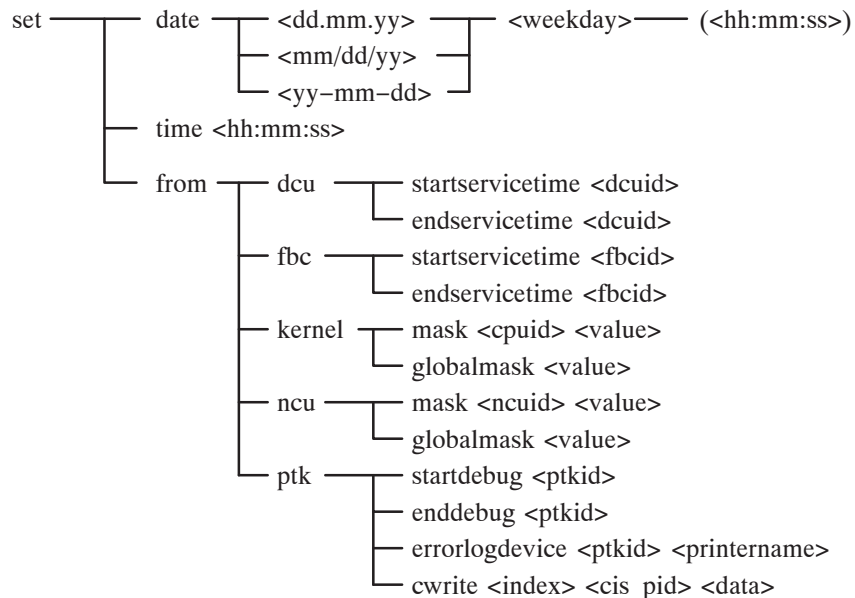 set date <dd.mm.yy> <weekday> (<hh:mm:ss>)
<mm/dd/yy>
<yy−mm−dd>
time <hh:mm:ss>
from dcu startservicetime <dcuid>
endservicetime <dcuid>
fbc startservicetime <fbcid>
endservicetime <fbcid>
kernel mask <cpuid> <value>
globalmask <value>
ncu mask <ncuid> <value>
globalmask <value>
ptk startdebug <ptkid>
enddebug <ptkid>
errorlogdevice <ptkid> <printername>
cwrite <index> <cis_pid> <data>